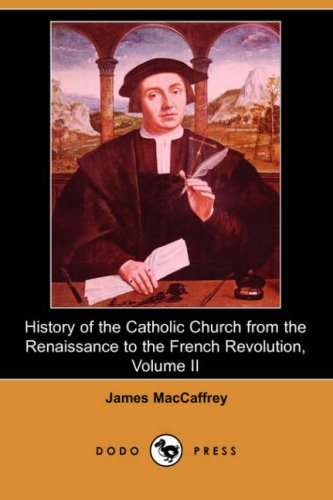 History of the Catholic Church from the
Renaissance to the French Revolution,
Volume II
James MacCaffrey
DODO PRESS